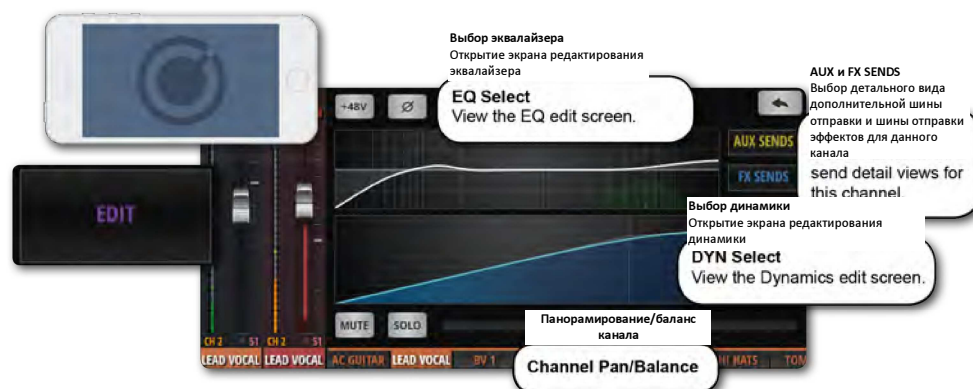 Выбор эквалайзера
Открытие экрана редактирования
эквалайзера
EQ Select
View the EQ edit screen.
AUX и FX SENDS
Выбор детального вида
дополнительной шины
отправки и шины отправки
эффектов для данного
канала
send detail views for
this channel.
+48V
Ø
AUX SENDS
FX SENDS
EDIT
Выбор динамики
Открытие экрана редактирования
динамики
DYN Select
View the Dynamics edit screen.
MUTE
SOLO
Панорамирование/баланс
канала
Channel Pan/Balance
CH 2
S1
CH 2
S1
LEAD VOCAL
LEAD VOCAL
AC GUITAR
LEAD VOCAL
BV 1
HI HATS
TOM